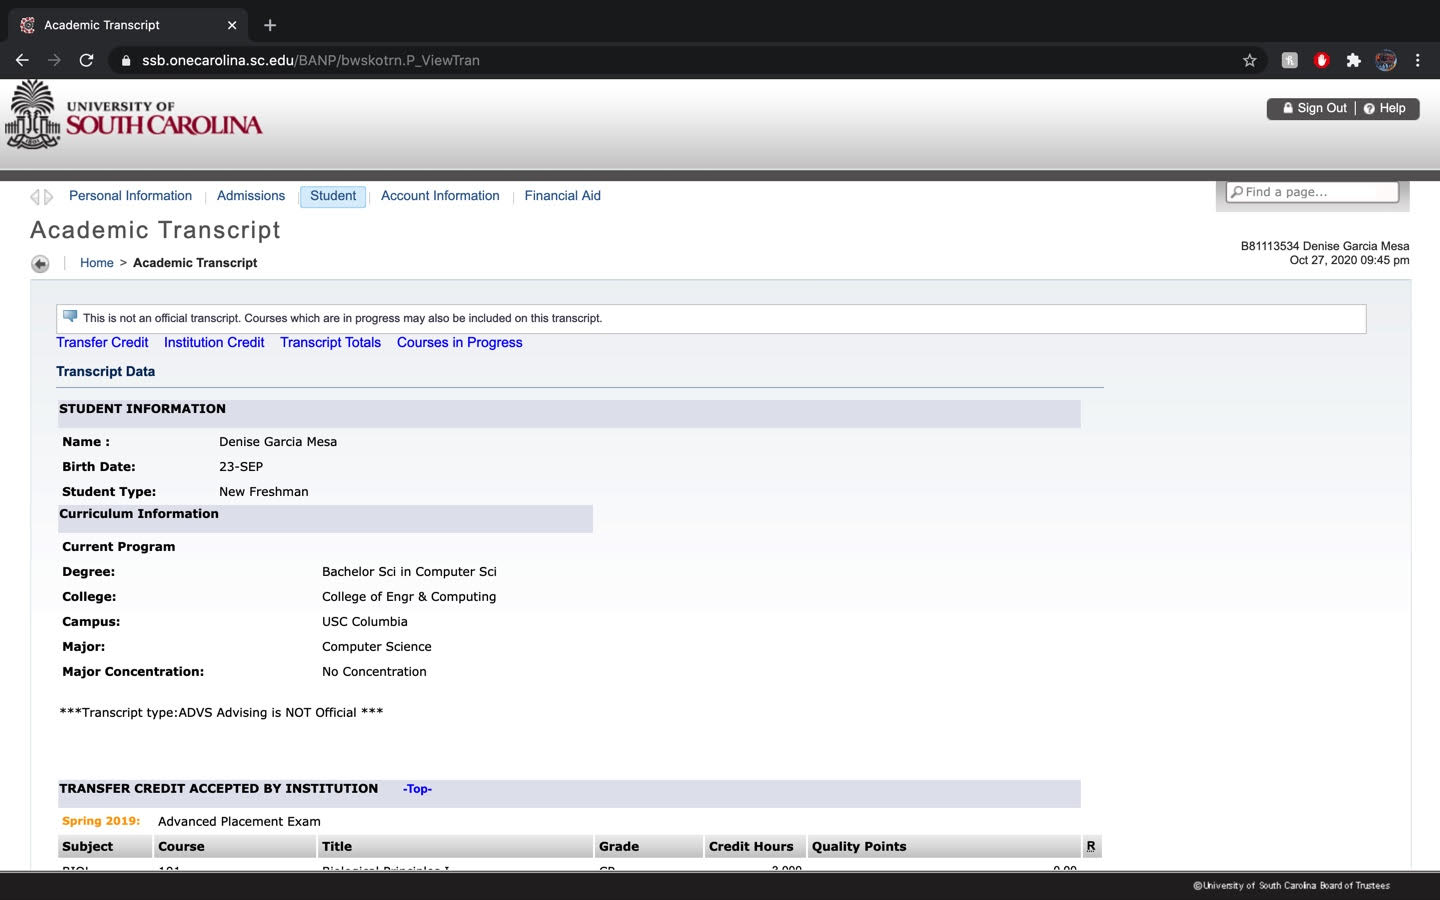 Academic Transcript
ssb.onecarolina.sc.edu/BANP/bwskotrn.P_ViewTran
UNIVERSITY OF
SOUTH CAROLINA
Sign Out | Help
Personal Information Admissions Student Account Information Financial Aid
Find a page...
Academic Transcript
B81113534 Denise Garcia Mesa
Home > Academic Transcript
Oct 27, 2020 09:45 pm
This is not an official transcript. Courses which are in progress may also be included on this transcript.
Transfer Credit Institution Credit Transcript Totals Courses in Progress
Transcript Data
STUDENT INFORMATION
Name : Denise Garcia Mesa
Birth Date: 23-SEP
Student Type: New Freshman
Curriculum Information
Current Program
Degree: Bachelor Sci in Computer Sci
College: College of Engr & Computing
Campus: USC Columbia
Major: Computer Science
Major Concentration: No Concentration
***Transcript type:ADVS Advising is NOT Official ***
TRANSFER CREDIT ACCEPTED BY INSTITUTION -Top-
Spring 2019: Advanced Placement Exam
Subject Course Title Grade Credit Hours Quality Points R
©University of South Carolina Board of Trustees